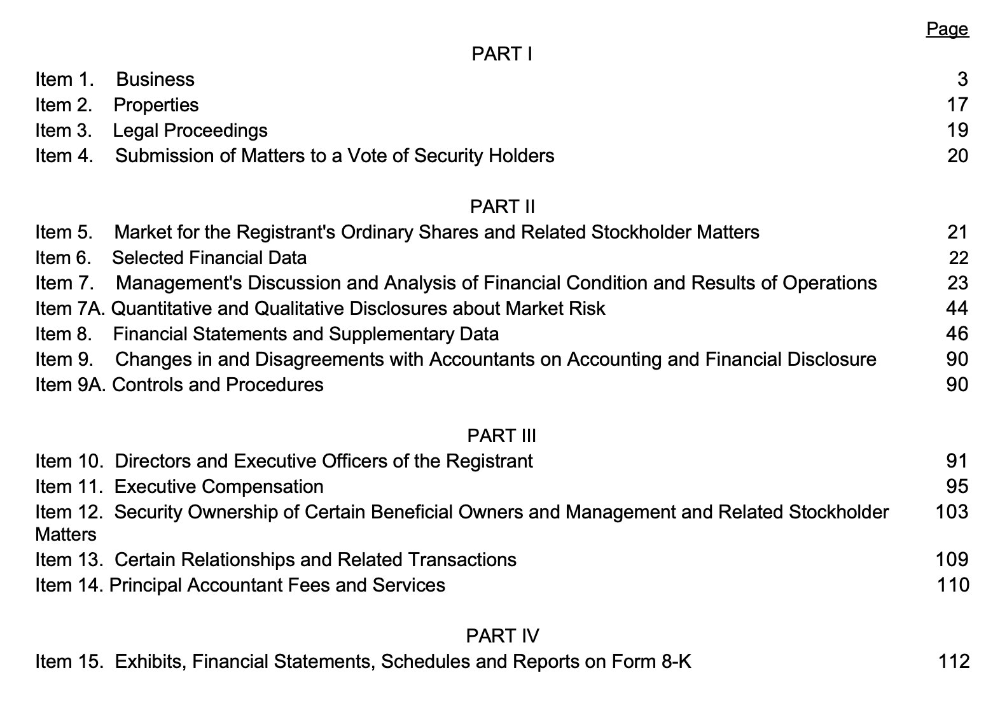 Page
PART I
Item 1. Business 3
Item 2. Properties 17
Item 3. Legal Proceedings 19
Item 4. Submission of Matters to a Vote of Security Holders 20
PART II
Item 5. Market for the Registrant's Ordinary Shares and Related Stockholder Matters 21
Item 6. Selected Financial Data 22
Item 7. Management's Discussion and Analysis of Financial Condition and Results of Operations 23
Item 7A. Quantitative and Qualitative Disclosures about Market Risk 44
Item 8. Financial Statements and Supplementary Data 46
Item 9. Changes in and Disagreements with Accountants on Accounting and Financial Disclosure 90
Item 9A. Controls and Procedures 90
PART III
Item 10. Directors and Executive Officers of the Registrant 91
Item 11. Executive Compensation 95
Item 12. Security Ownership of Certain Beneficial Owners and Management and Related Stockholder 103
Matters
Item 13. Certain Relationships and Related Transactions 109
Item 14. Principal Accountant Fees and Services 110
PART IV
Item 15. Exhibits, Financial Statements, Schedules and Reports on Form 8-K 112